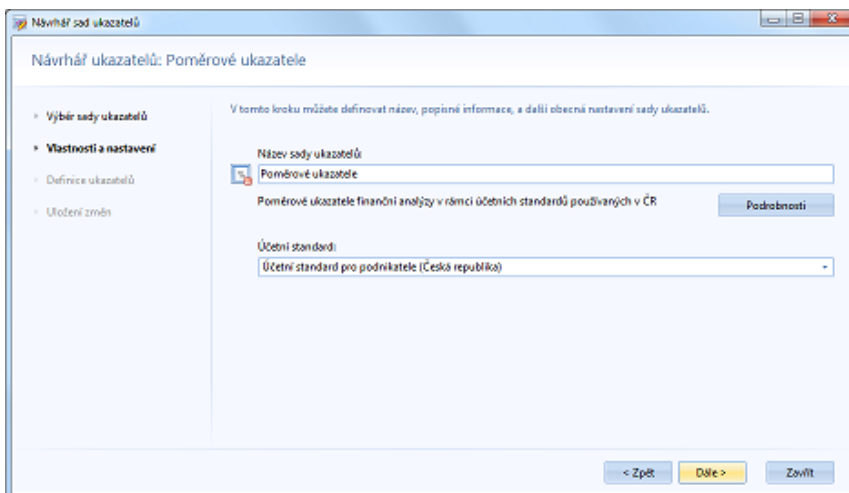 Návrhář sad ukazatelů
Návrhář ukazatelů: Poměrové ukazatele
Výběr sady ukazatelů
Vlastnosti a nastavení
Definice ukazatelů
Uložení změn
V tomto kroku můžete definovat název, popisné informace, a další obecná nastavení sady ukazatelů.
Název sady ukazatelů:
Poměrové ukazatele
Poměrové ukazatele finanční analýzy v rámci účetních standardů používaných v ČR
Podrobnosti
Účetní standard:
Účetní standard pro podnikatele (Česká republika)
< Zpět
Dále >
Zavřít